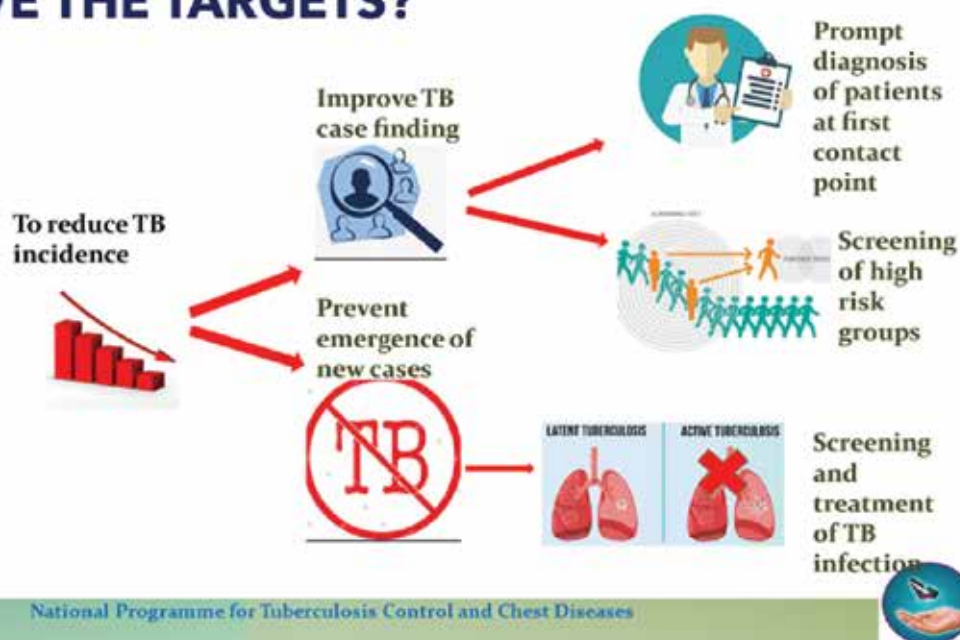 VE THE TARGETS?
Improve TB
case finding
Prompt
diagnosis
of patients
at first
contact
point
To reduce TB
incidence
Screening
of high
risk
groups
Prevent
emergence of
new cases
TB
LATENT TUBERCULOSIS
ACTIVE TUBERCULOSIS
Screening
and
treatment
of TB
infection
National Programme for Tuberculosis Control and Chest Diseases